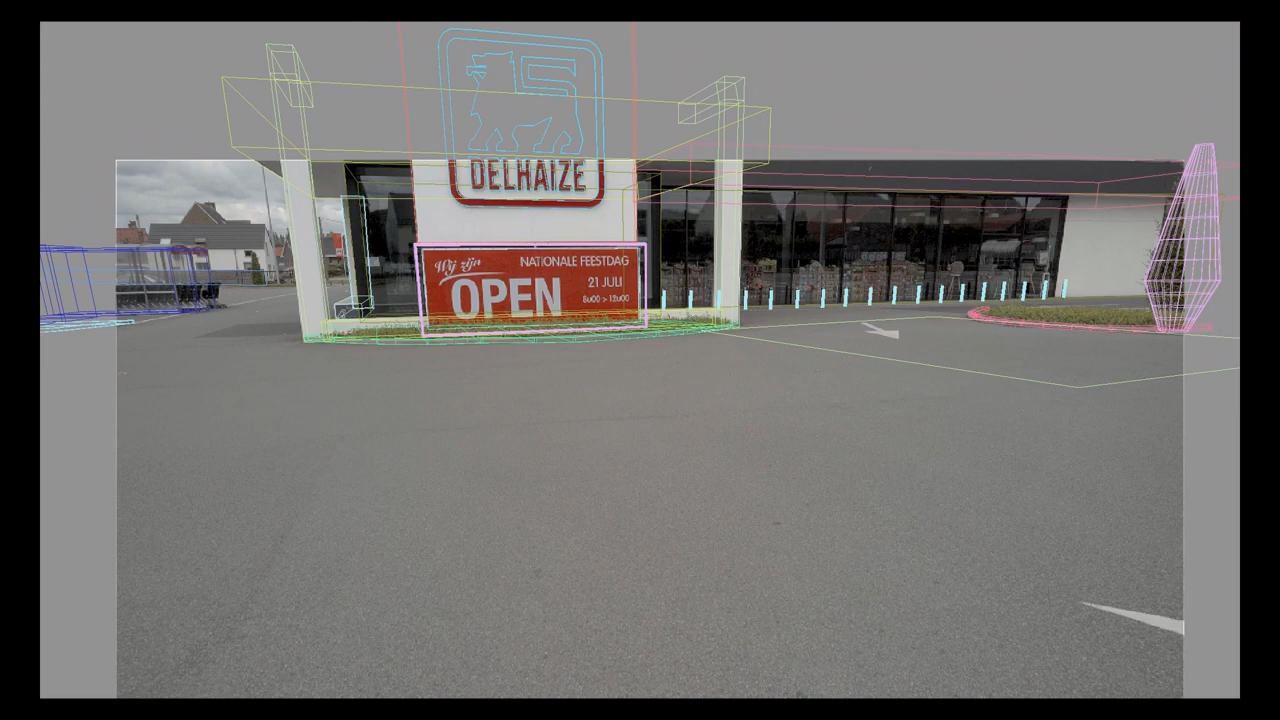 DELHAIZE
Wij zijn
OPEN
NATIONALE FEESTDAG
21 JULI
8u00 > 12u00